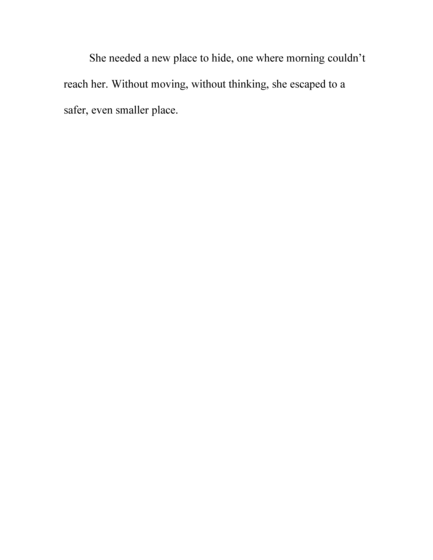 She needed a new place to hide, one where morning couldn’t
reach her. Without moving, without thinking, she escaped to a
safer, even smaller place.